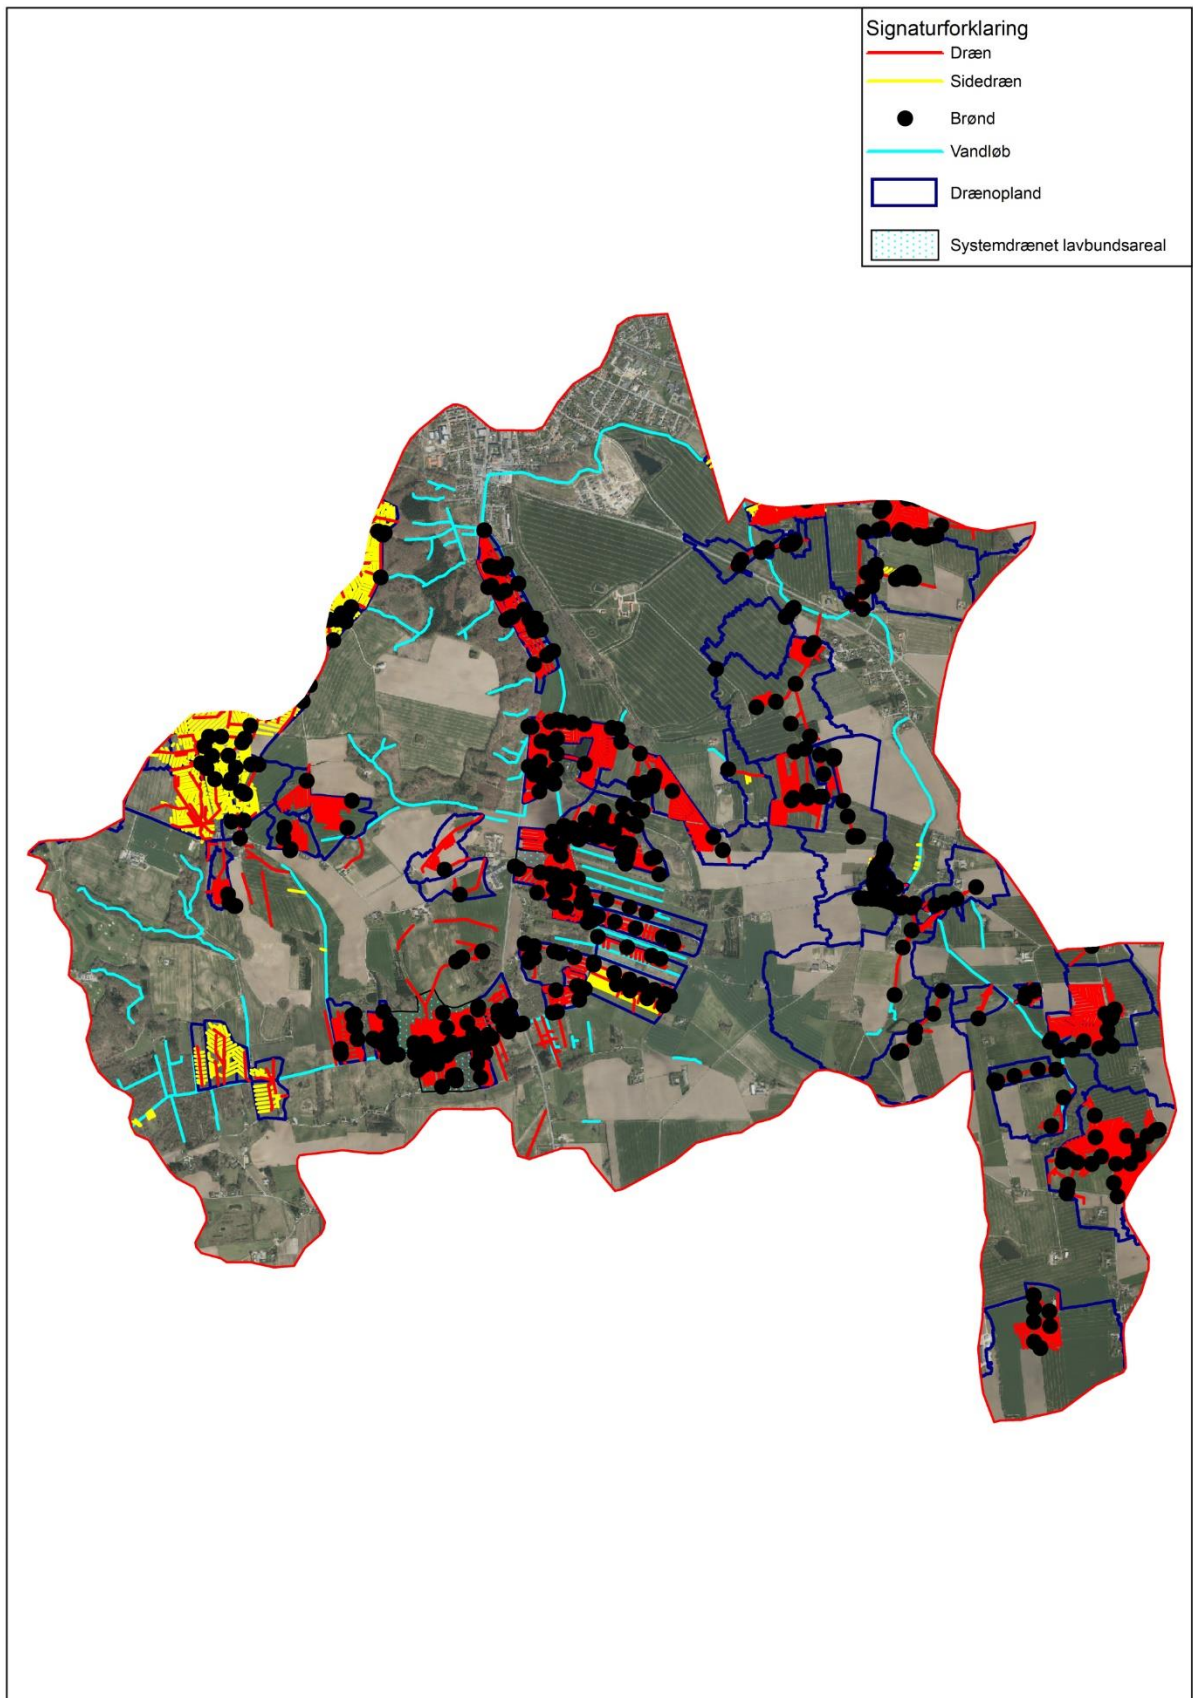 Signaturforklaring
Dræn
Sidedræn
Brønd
Vandløb
Drænopland
Systemdrænet lavbundsareal